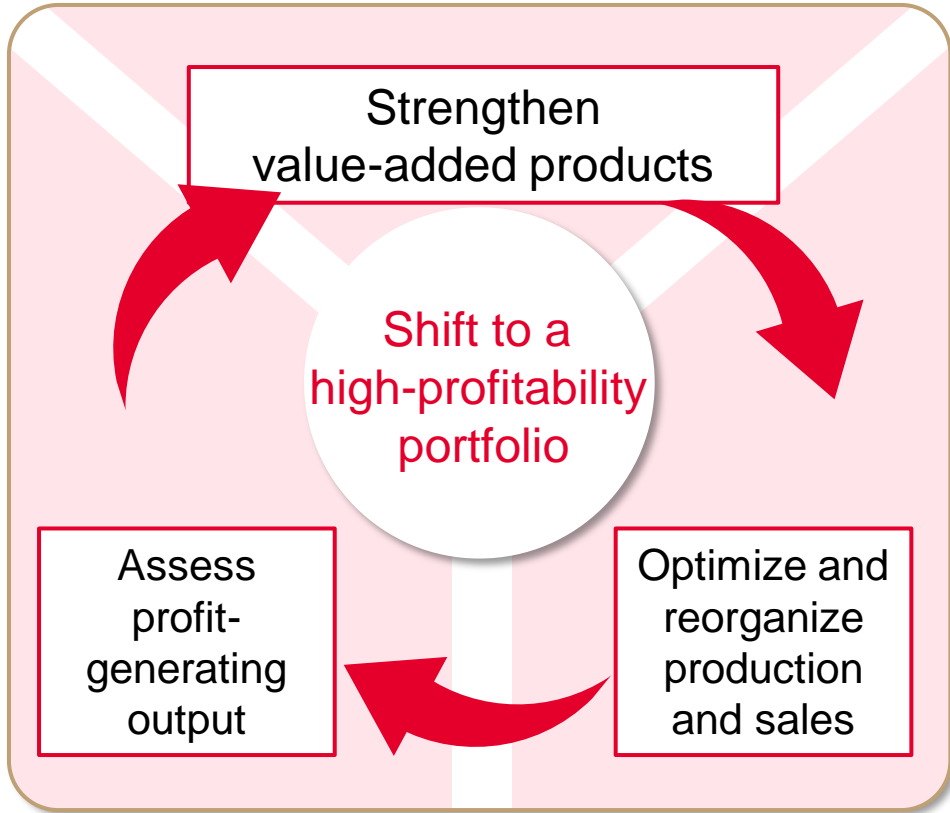 Strengthen
value-added products
Shift to a
high-profitability
portfolio
Assess
profit-
generating
output
Optimize and
reorganize
production
and sales